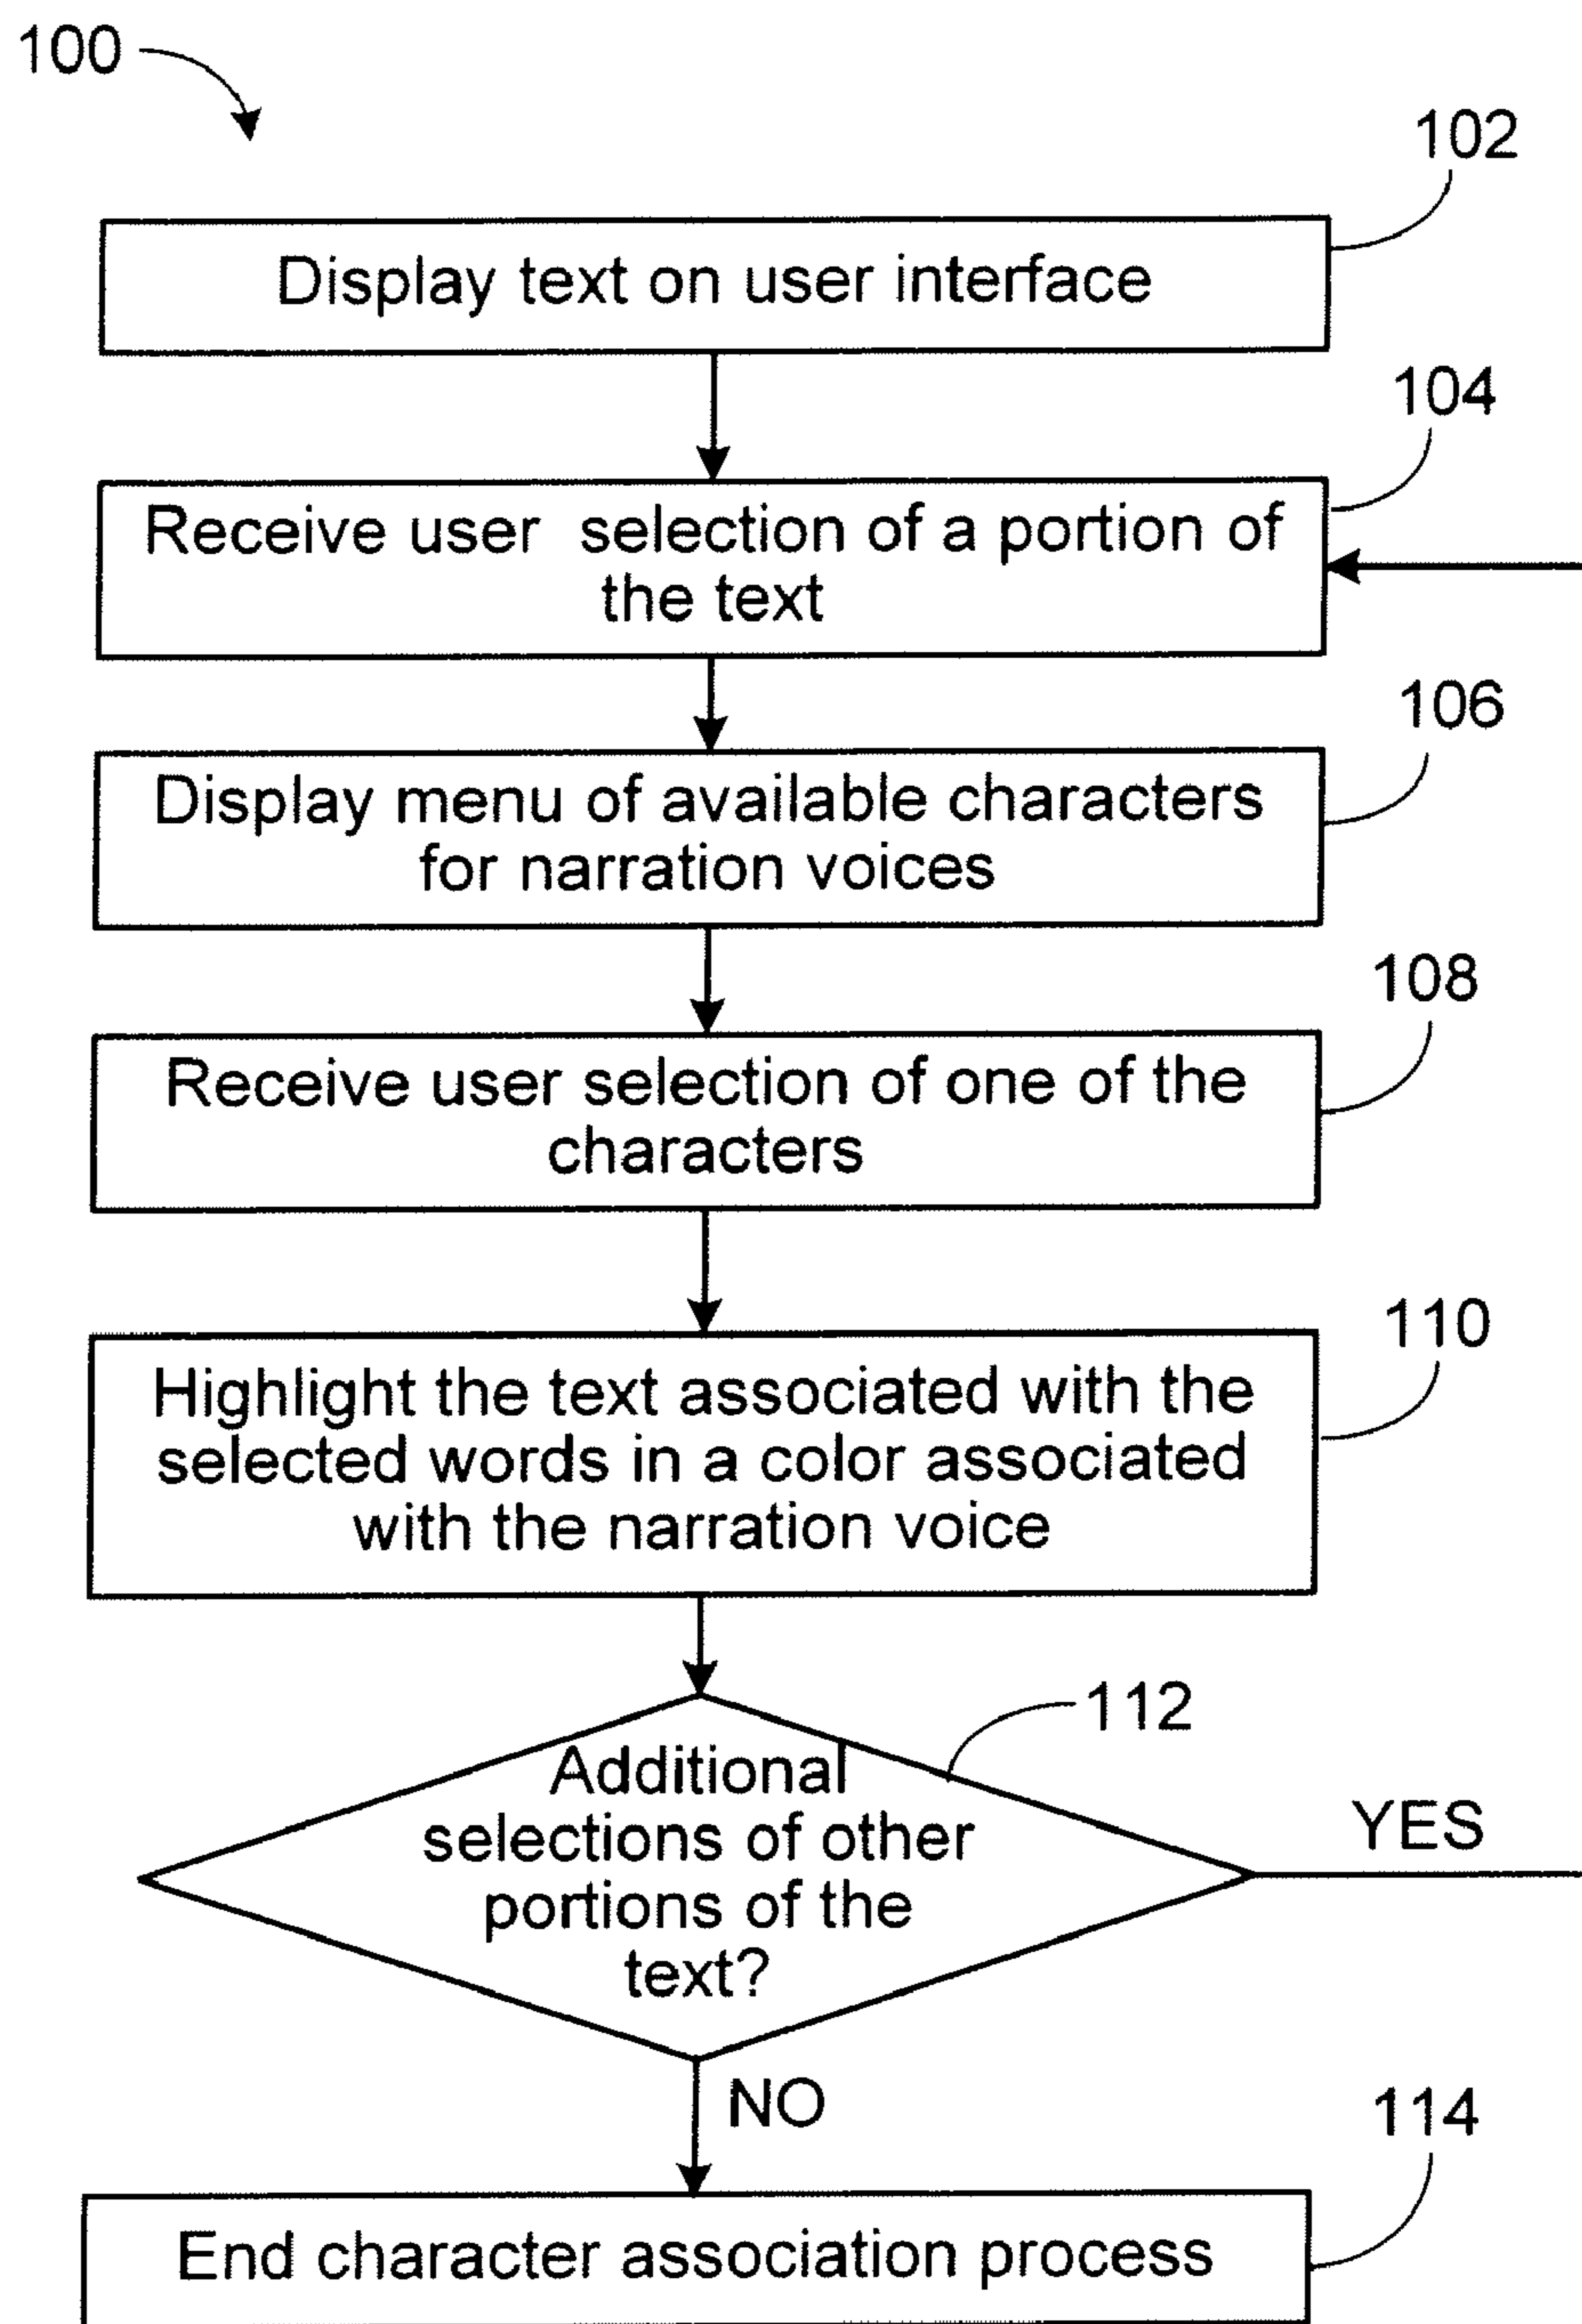 100
102
Display text on user interface
104
Receive user selection of a portion of
the text
106
Display menu of available characters
for narration voices
108
Receive user selection of one of the
characters
110
Highlight the text associated with the
selected words in a color associated
with the narration voice
112
Additional
selections of other
portions of the
text?
YES
NO
114
End character association process